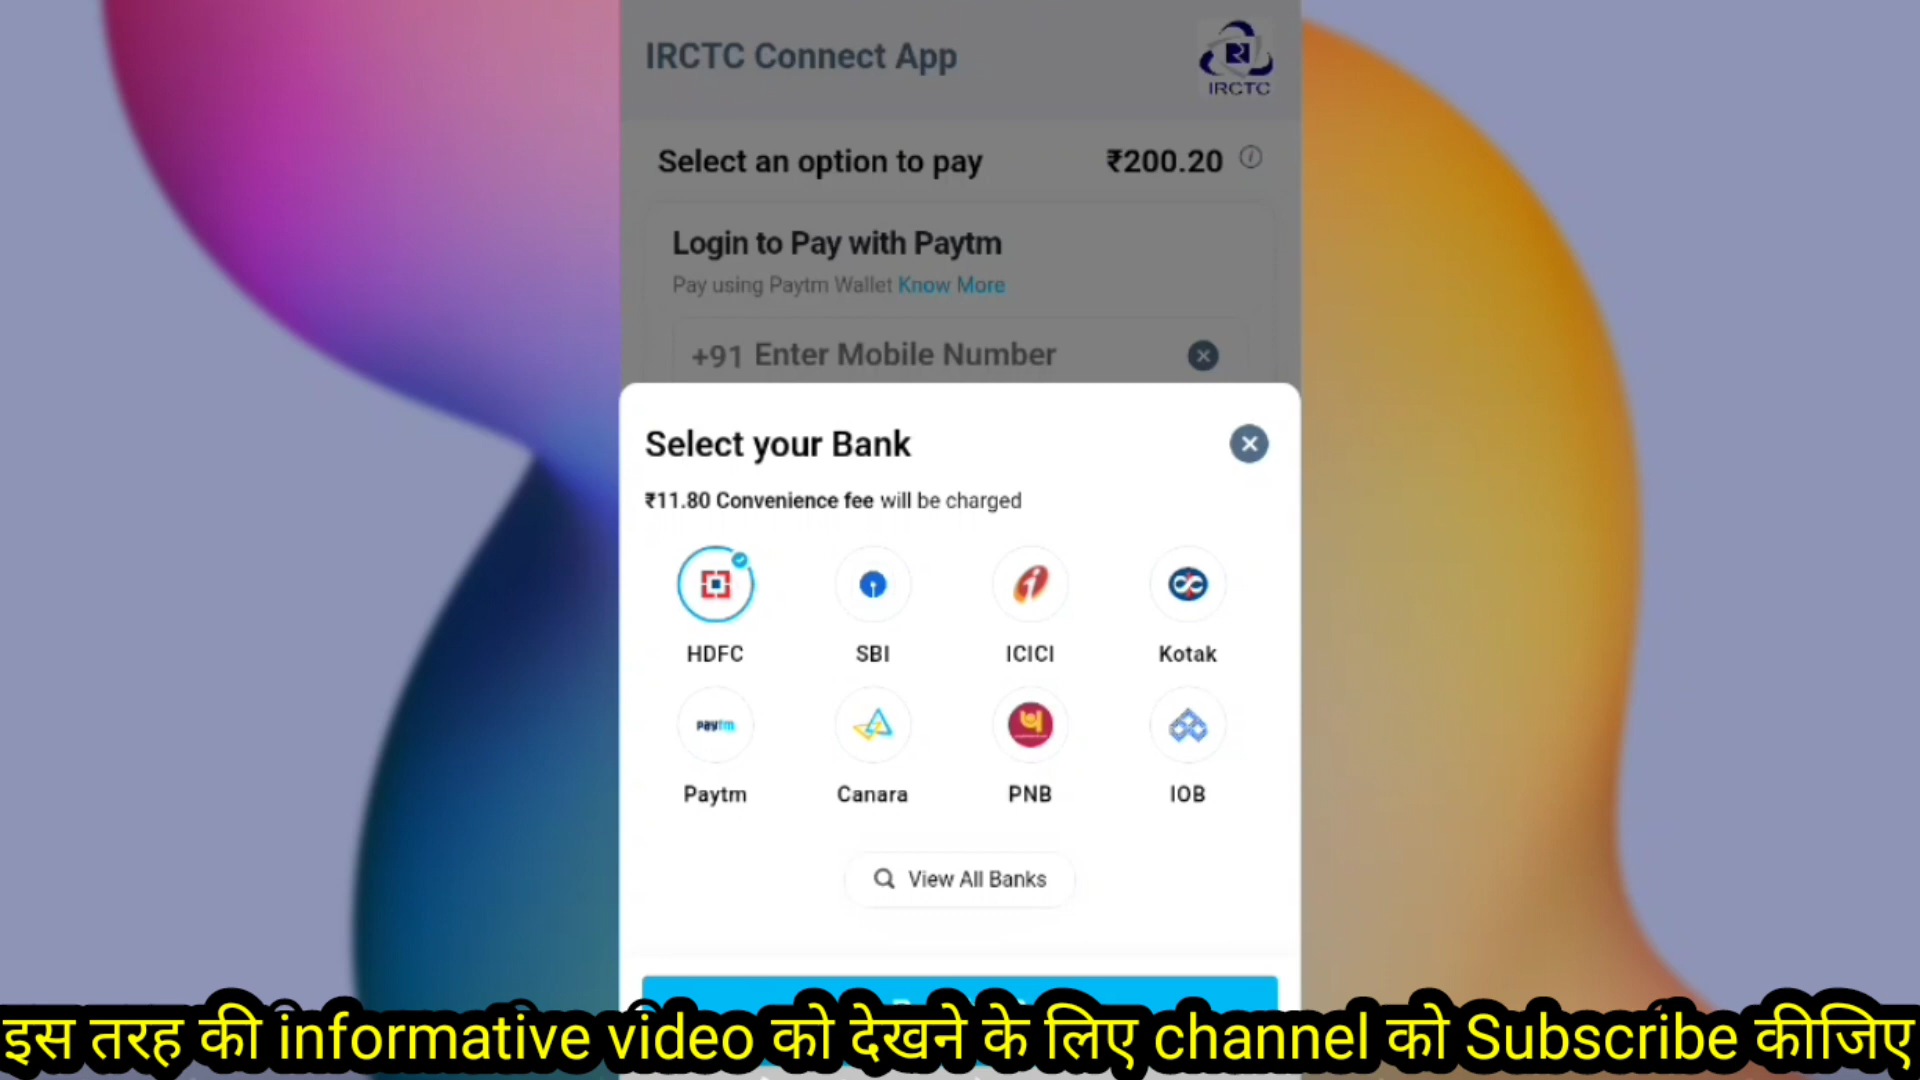 IRCTC Connect App
IRCTC
Select an option to pay ₹200.20
Login to Pay with Paytm
Pay using Paytm Wallet Know More
+91 Enter Mobile Number
Select your Bank
₹11.80 Convenience fee will be charged
HDFC SBI ICICI Kotak
paytm
Paytm Canara PNB IOB
View All Banks
इस तरह की informative video को देखने के लिए channel को Subscribe कीजिए